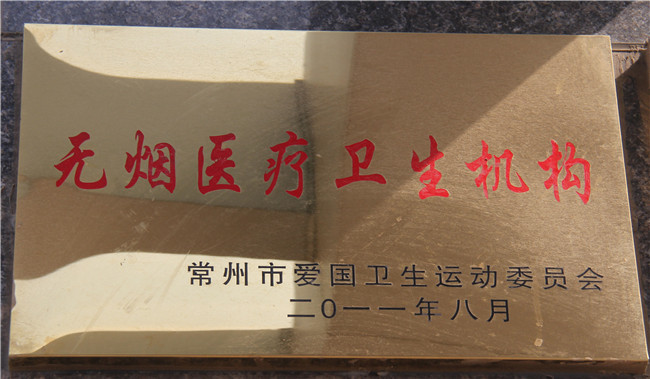 无烟医疗卫生机构
常州市爱国卫生运动委员会
二0一一年八月